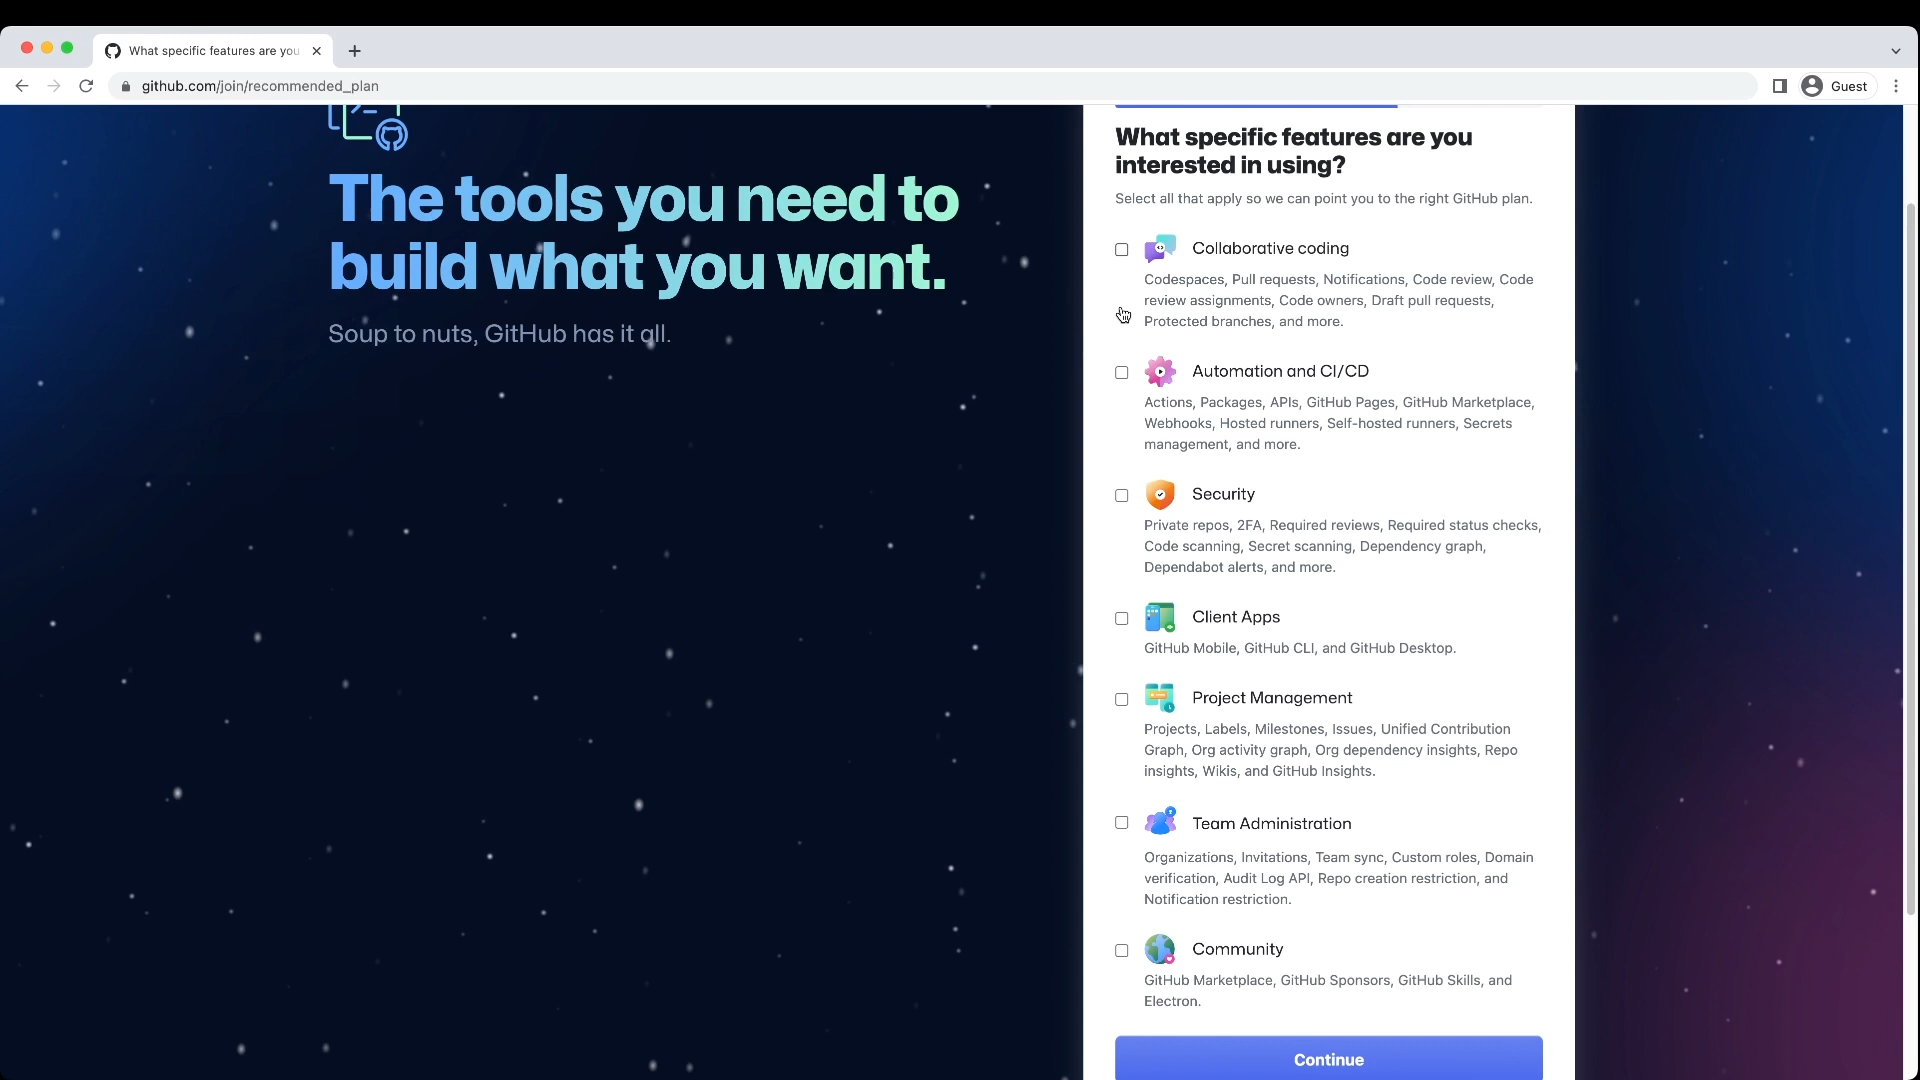 What specific features are you
github.com/join/recommended_plan
Guest
The tools you need to
build what you want.
Soup to nuts, GitHub has it all.
What specific features are you
interested in using?
Select all that apply so we can point you to the right GitHub plan.
Collaborative coding
Codespaces, Pull requests, Notifications, Code review, Code
review assignments, Code owners, Draft pull requests,
Protected branches, and more.
Automation and CI/CD
Actions, Packages, APIs, GitHub Pages, GitHub Marketplace,
Webhooks, Hosted runners, Self-hosted runners, Secrets
management, and more.
Security
Private repos, 2FA, Required reviews, Required status checks,
Code scanning, Secret scanning, Dependency graph,
Dependabot alerts, and more.
Client Apps
GitHub Mobile, GitHub CLI, and GitHub Desktop.
Project Management
Projects, Labels, Milestones, Issues, Unified Contribution
Graph, Org activity graph, Org dependency insights, Repo
insights, Wikis, and GitHub Insights.
Team Administration
Organizations, Invitations, Team sync, Custom roles, Domain
verification, Audit Log API, Repo creation restriction, and
Notification restriction.
Community
GitHub Marketplace, GitHub Sponsors, GitHub Skills, and
Electron.
Continue